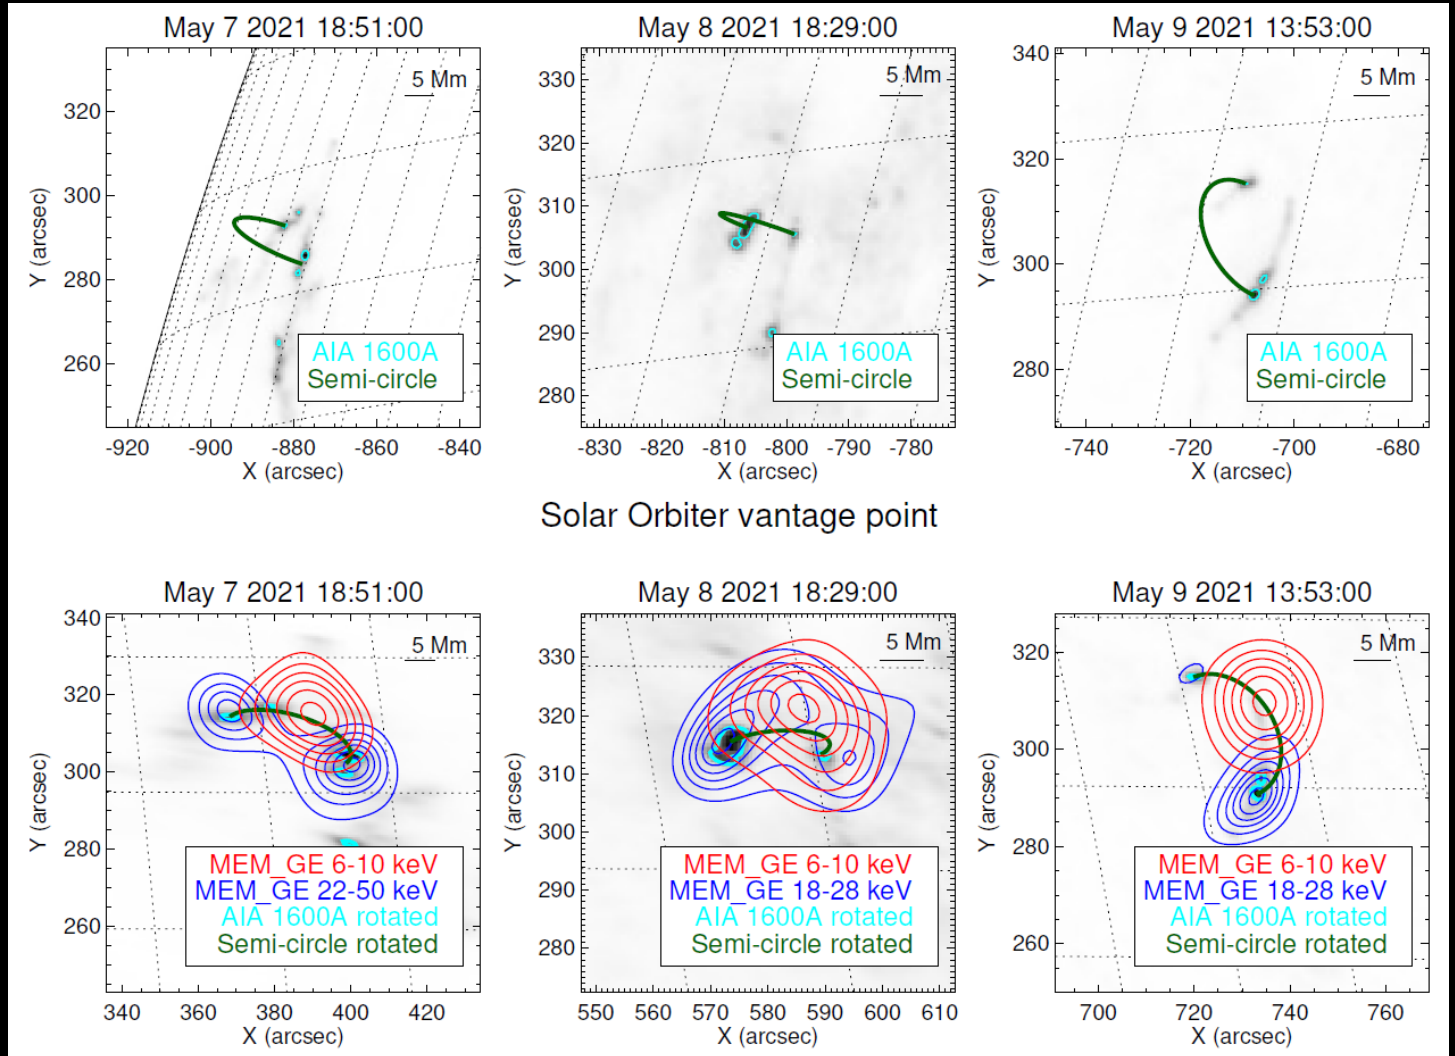 May 7 2021 18:51:00
May 8 2021 18:29:00
May 9 2021 13:53:00
5 Mm
320
300
280
260
Y (arcsec)
AIA 1600A
Semi-circle
-920 -900 -880 -860 -840
X (arcsec)
5 Mm
330
320
310
300
290
280
Y (arcsec)
AIA 1600A
Semi-circle
-830 -820 -810 -800 -790 -780
X (arcsec)
5 Mm
340
320
300
280
Y (arcsec)
AIA 1600A
Semi-circle
-740 -720 -700 -680
X (arcsec)
Solar Orbiter vantage point
May 7 2021 18:51:00
May 8 2021 18:29:00
May 9 2021 13:53:00
5 Mm
340
320
300
280
260
Y (arcsec)
MEM_GE 6-10 keV
MEM_GE 22-50 keV
AIA 1600A rotated
Semi-circle rotated
340 360 380 400 420
X (arcsec)
5 Mm
330
320
310
300
290
280
Y (arcsec)
MEM_GE 6-10 keV
MEM_GE 18-28 keV
AIA 1600A rotated
Semi-circle rotated
550 560 570 580 590 600 610
X (arcsec)
5 Mm
320
300
280
260
Y (arcsec)
MEM_GE 6-10 keV
MEM_GE 18-28 keV
AIA 1600A rotated
Semi-circle rotated
700 720 740 760
X (arcsec)